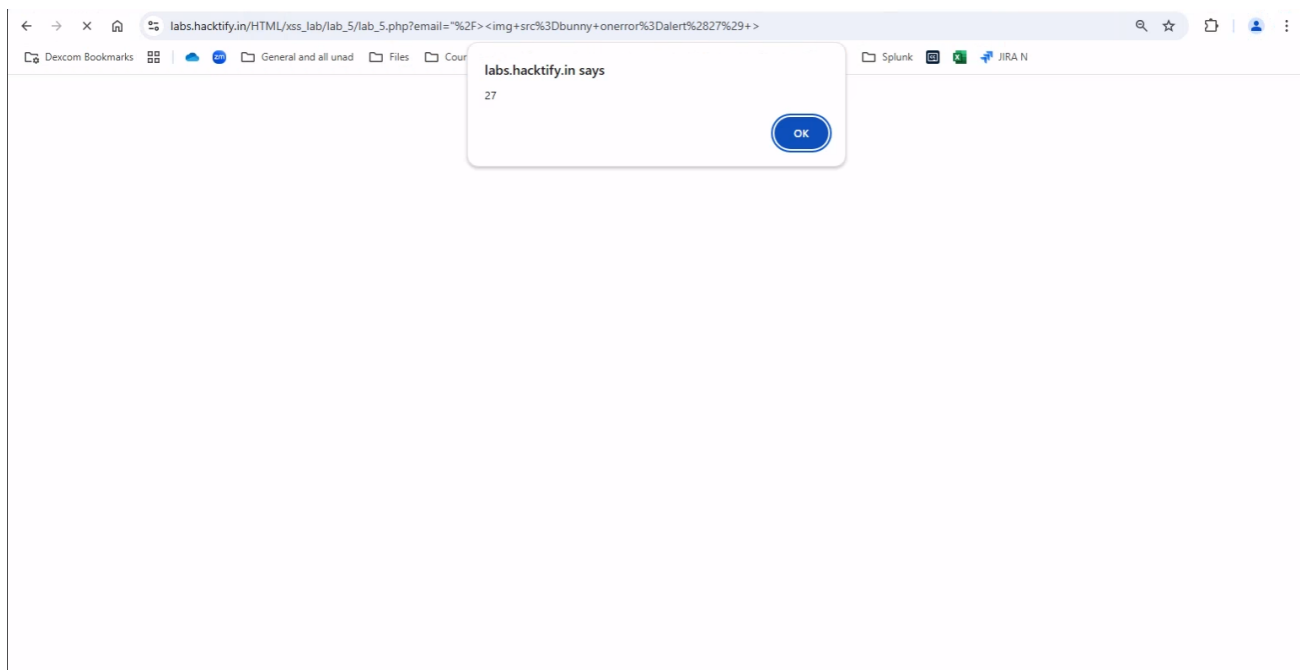 labs.hacktify.in/HTML/xss_lab/lab_5/lab_5.php?email="%2F><img+src%3Dbunny+onerror%3Dalert%2827%29+>
Dexcom Bookmarks zm General and all unad Files Cour Splunk JIRA N
labs.hacktify.in says
27
OK